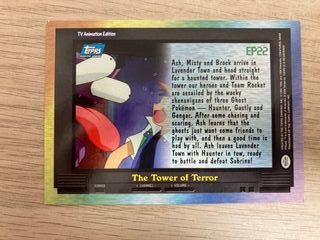 TV Animation Edition
Topps
EP22
Ash, Misty and Brock arrive in
Lavender Town and head straight
for a haunted tower. Within the
tower our heroes and Team Rocket
are assailed by the wacky
shenanigans of three Ghost
Pokémon — Haunter, Gastly and
Gengar. After some chasing and
scaring, Ash learns that the
ghosts just want some friends to
play with, and then a good time is
had by all. Ash leaves Lavender
Town with Haunter in tow, ready
to battle and defeat Sabrina!
The Tower of Terror
CHANNEL
VOLUME